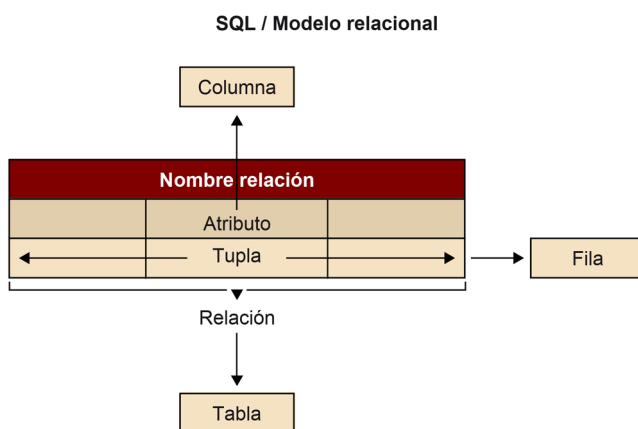 SQL / Modelo relacional
Columna
Nombre relación
Atributo
Tupla
Fila
Relación
Tabla